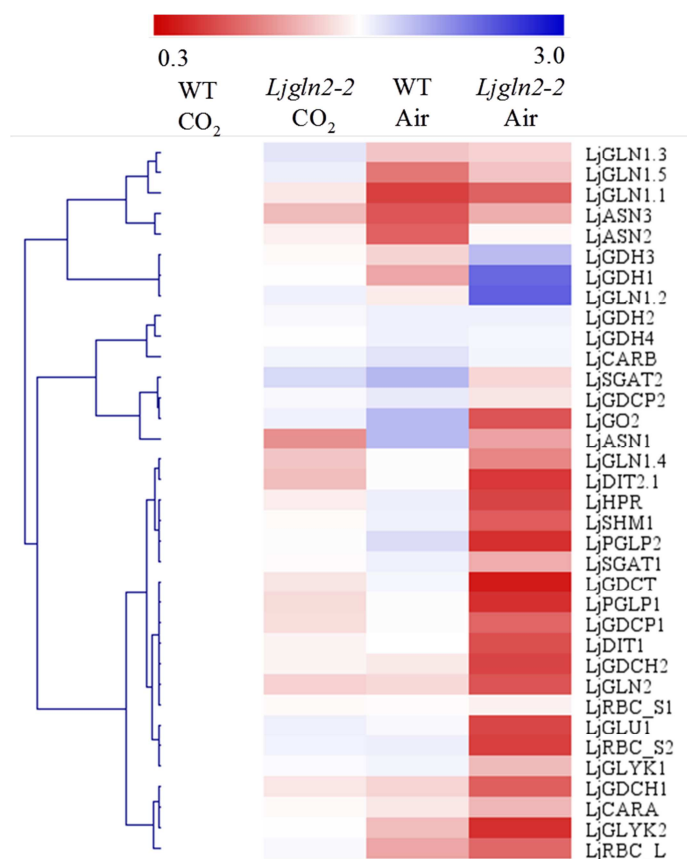 0.3 3.0
WT Ljgln2-2 WT Ljgln2-2
CO₂ CO₂ Air Air
LjGLN1.3
LjGLN1.5
LjGLN1.1
LjASN3
LjASN2
LjGDH3
LjGDH1
LjGLN1.2
LjGDH2
LjGDH4
LjCARB
LjSGAT2
LjGDCP2
LjGO2
LjASN1
LjGLN1.4
LjDIT2.1
LjHPR
LjSHM1
LjPGLP2
LjSGAT1
LjGDCT
LjPGLP1
LjGDCP1
LjDIT1
LjGDCH2
LjGLN2
LjRBC_S1
LjGLU1
LjRBC_S2
LjGLYK1
LjGDCH1
LjCARA
LjGLYK2
LjRBC_L